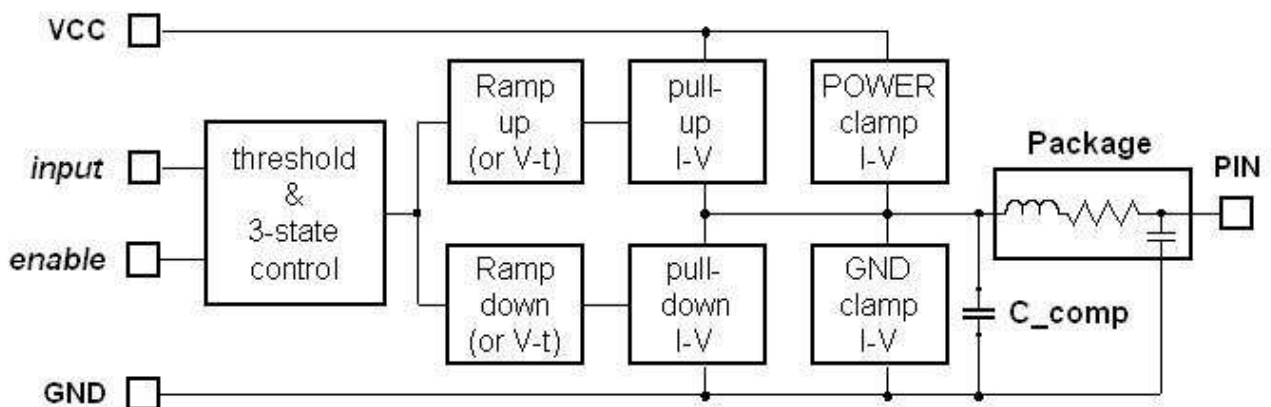 VCC
Ramp
up
(or V-t)
pull-
up
I-V
POWER
clamp
I-V
input
threshold
&
3-state
control
Package
PIN
enable
Ramp
down
(or V-t)
pull-
down
I-V
GND
clamp
I-V
C_comp
GND